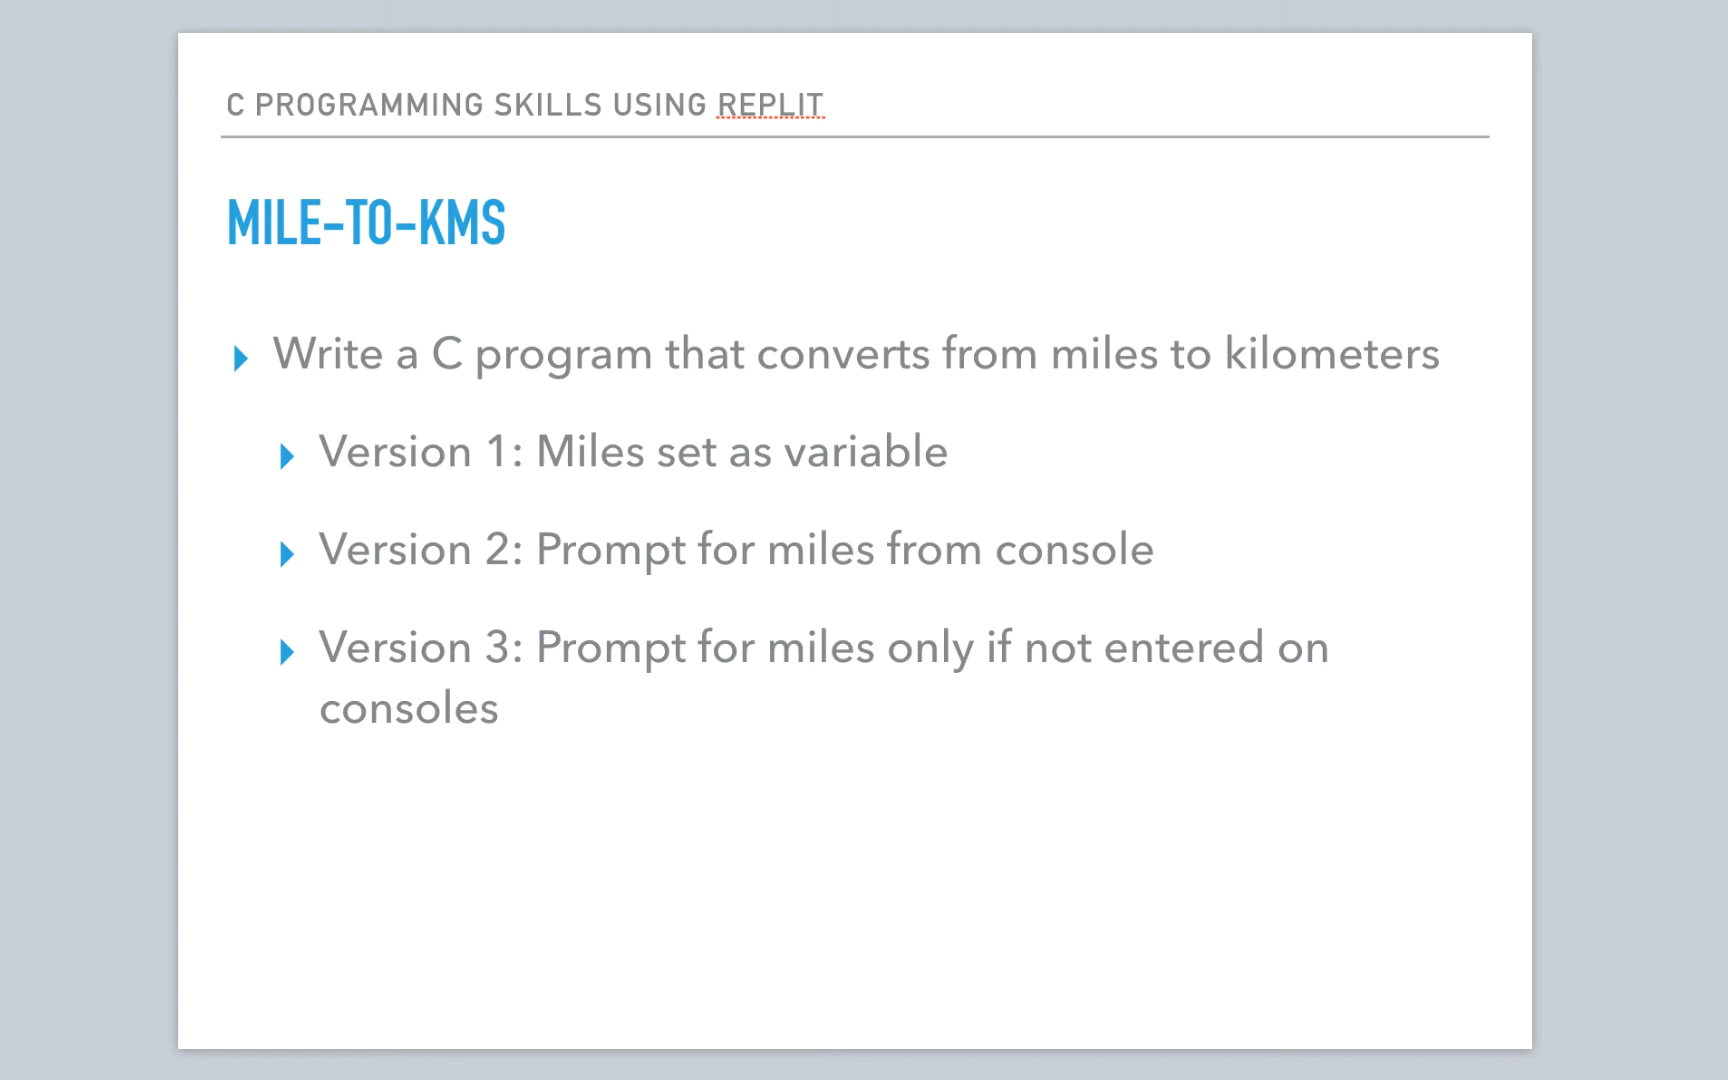 C PROGRAMMING SKILLS USING REPLIT
MILE-TO-KMS
Write a C program that converts from miles to kilometers
Version 1: Miles set as variable
Version 2: Prompt for miles from console
Version 3: Prompt for miles only if not entered on
consoles